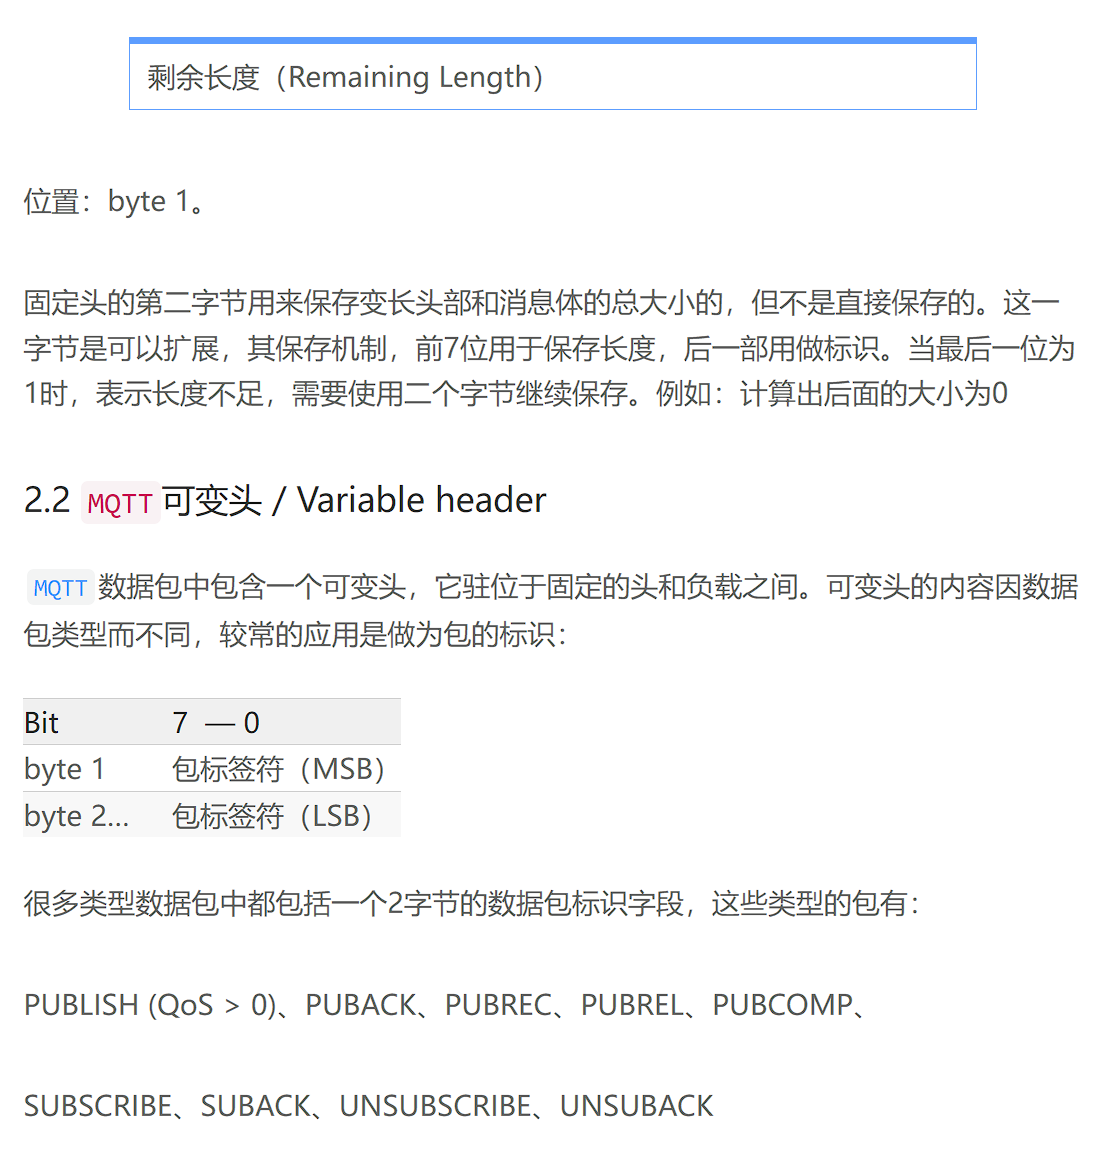 剩余长度（Remaining Length）
位置：byte 1。
固定头的第二字节用来保存变长头部和消息体的总大小的，但不是直接保存的。这一
字节是可以扩展，其保存机制，前7位用于保存长度，后一部用做标识。当最后一位为
1时，表示长度不足，需要使用二个字节继续保存。例如：计算出后面的大小为0
2.2 MQTT可变头 / Variable header
MQTT数据包中包含一个可变头，它驻位于固定的头和负载之间。可变头的内容因数据
包类型而不同，较常的应用是做为包的标识：
Bit 7 — 0
byte 1 包标签符（MSB）
byte 2... 包标签符（LSB）
很多类型数据包中都包括一个2字节的数据包标识字段，这些类型的包有：
PUBLISH (QoS > 0)、PUBACK、PUBREC、PUBREL、PUBCOMP、
SUBSCRIBE、SUBACK、UNSUBSCRIBE、UNSUBACK